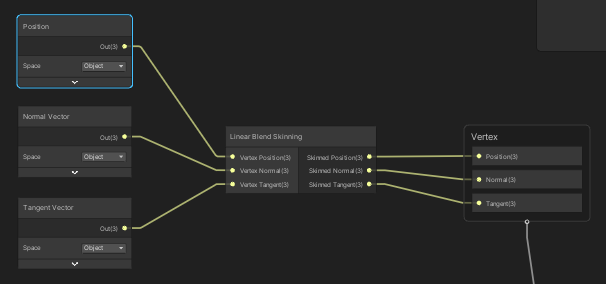 Position
Out(3)
Space Object
Normal Vector
Out(3)
Space Object
Tangent Vector
Out(3)
Space Object
Linear Blend Skinning
Vertex Position(3) Skinned Position(3)
Vertex Normal(3) Skinned Normal(3)
Vertex Tangent(3) Skinned Tangent(3)
Vertex
Position(3)
Normal(3)
Tangent(3)